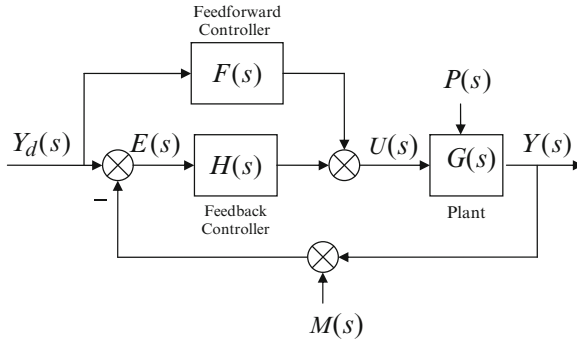 Feedforward
Controller
F(s)
P(s)
Y_d(s)
E(s)
H(s)
U(s)
G(s)
Y(s)
−
Feedback
Controller
Plant
M(s)